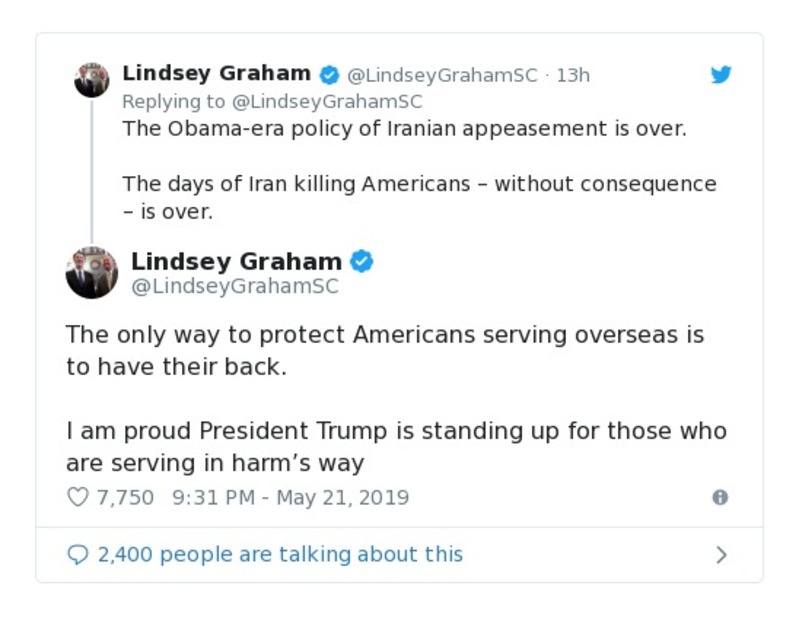 Lindsey Graham @LindseyGrahamSC · 13h
Replying to @LindseyGrahamSC
The Obama-era policy of Iranian appeasement is over.
The days of Iran killing Americans – without consequence
– is over.
Lindsey Graham
@LindseyGrahamSC
The only way to protect Americans serving overseas is
to have their back.
I am proud President Trump is standing up for those who
are serving in harm’s way
7,750 9:31 PM - May 21, 2019
2,400 people are talking about this